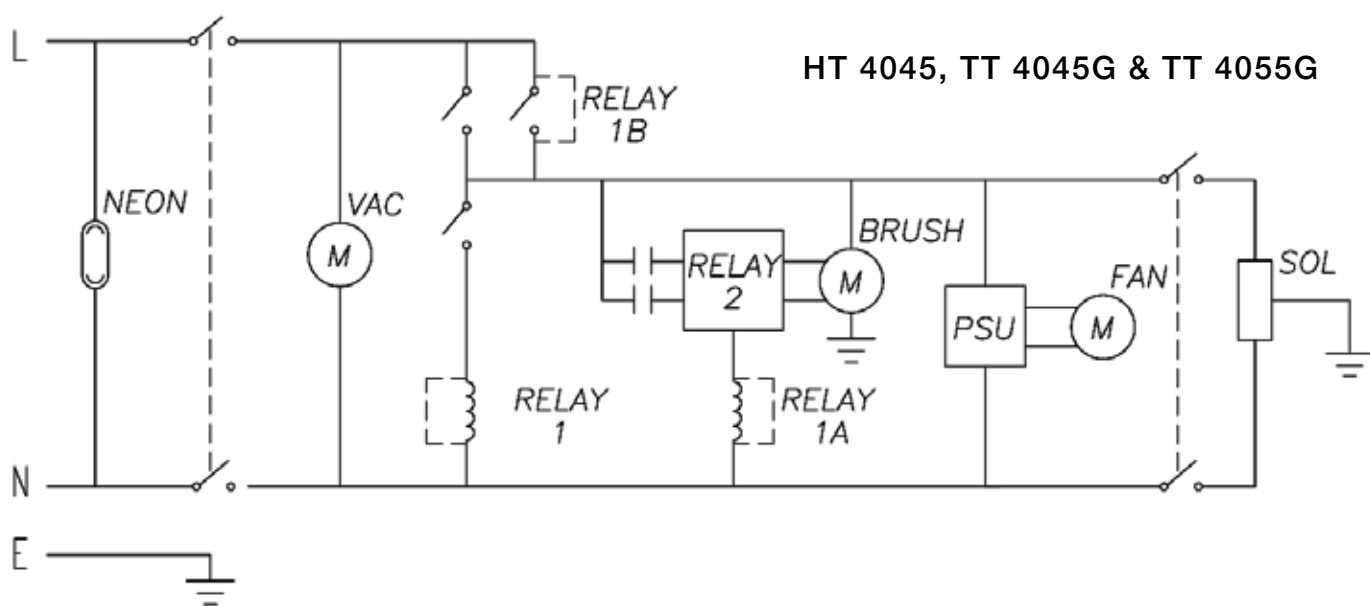 L
HT 4045, TT 4045G & TT 4055G
RELAY
1B
NEON
VAC
M
BRUSH
RELAY
2
M
FAN
SOL
PSU
M
RELAY
1
RELAY
1A
N
E